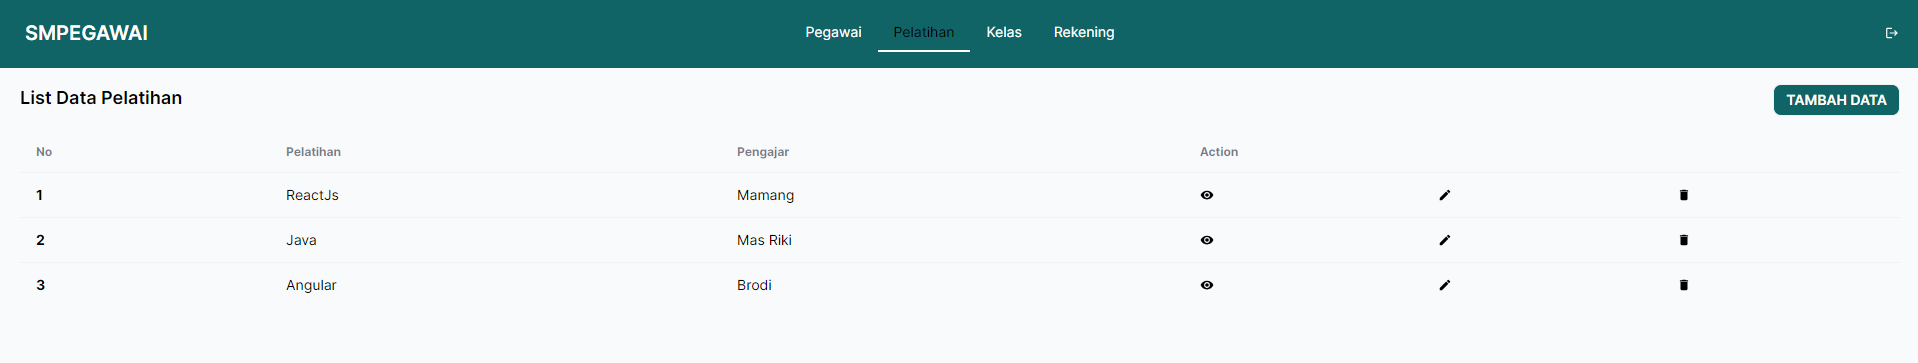 SMPEGAWAI Pegawai Pelatihan Kelas Rekening
List Data Pelatihan TAMBAH DATA
No Pelatihan Pengajar Action
1 ReactJs Mamang
2 Java Mas Riki
3 Angular Brodi